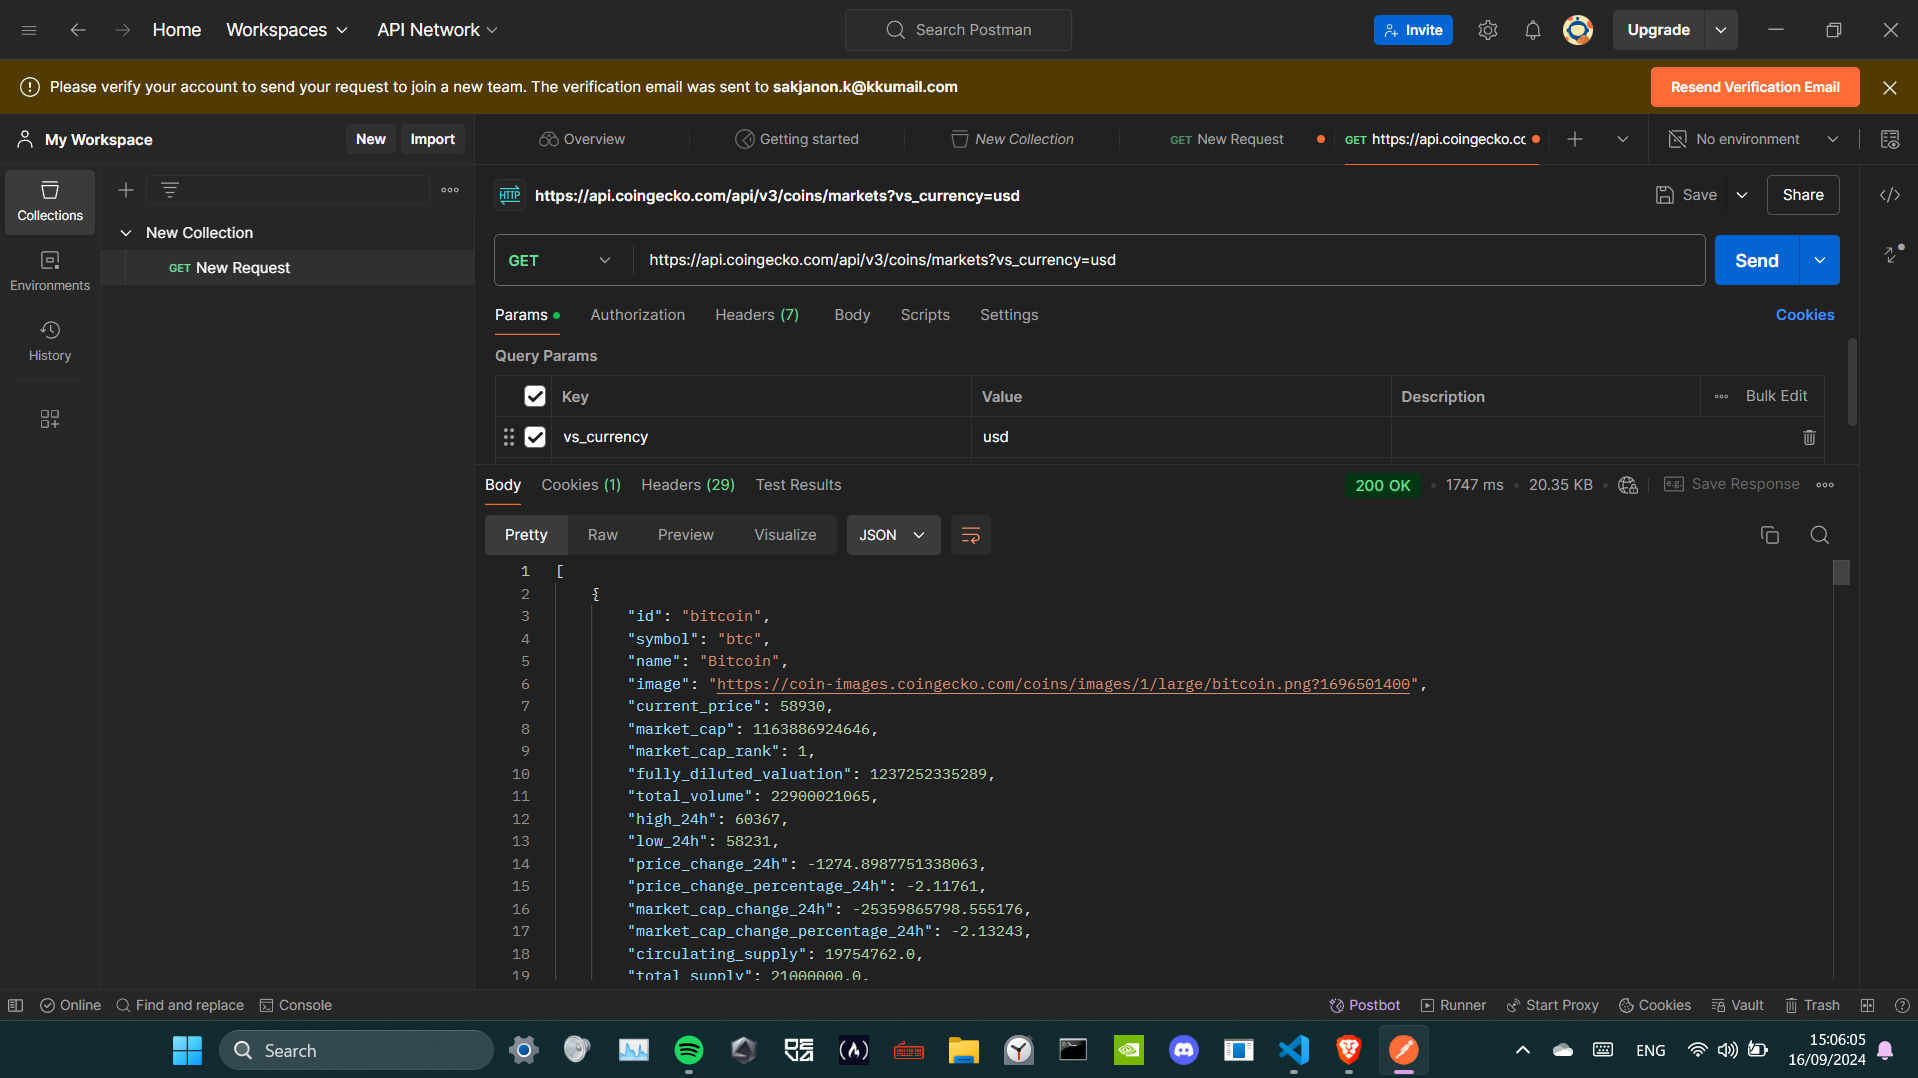 Home Workspaces API Network Search Postman Invite Upgrade
Please verify your account to send your request to join a new team. The verification email was sent to sakjanon.k@kkumail.com Resend Verification Email
My Workspace New Import Overview Getting started New Collection GET New Request GET https://api.coingecko.cc No environment
Collections
Environments
History
New Collection
GET New Request
HTTP https://api.coingecko.com/api/v3/coins/markets?vs_currency=usd Save Share
GET https://api.coingecko.com/api/v3/coins/markets?vs_currency=usd Send
Params Authorization Headers (7) Body Scripts Settings Cookies
Query Params
Key Value Description Bulk Edit
vs_currency usd
Body Cookies (1) Headers (29) Test Results 200 OK 1747 ms 20.35 KB e.g. Save Response
Pretty Raw Preview Visualize JSON
1 [
2 {
3 "id": "bitcoin",
4 "symbol": "btc",
5 "name": "Bitcoin",
6 "image": "https://coin-images.coingecko.com/coins/images/1/large/bitcoin.png?1696501400",
7 "current_price": 58930,
8 "market_cap": 1163886924646,
9 "market_cap_rank": 1,
10 "fully_diluted_valuation": 1237252335289,
11 "total_volume": 22900021065,
12 "high_24h": 60367,
13 "low_24h": 58231,
14 "price_change_24h": -1274.8987751338063,
15 "price_change_percentage_24h": -2.11761,
16 "market_cap_change_24h": -25359865798.555176,
17 "market_cap_change_percentage_24h": -2.13243,
18 "circulating_supply": 19754762.0,
19 "total_supply": 21000000.0,
Online Find and replace Console Postbot Runner Start Proxy Cookies Vault Trash
Search ENG 15:06:05
16/09/2024